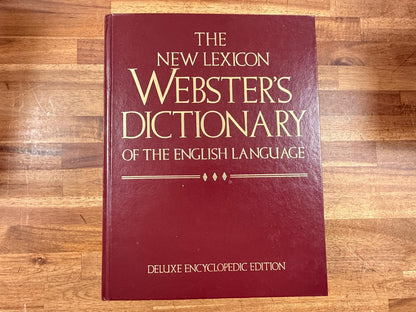 THE
NEW LEXICON
WEBSTER'S
DICTIONARY
OF THE ENGLISH LANGUAGE
DELUXE ENCYCLOPEDIC EDITION